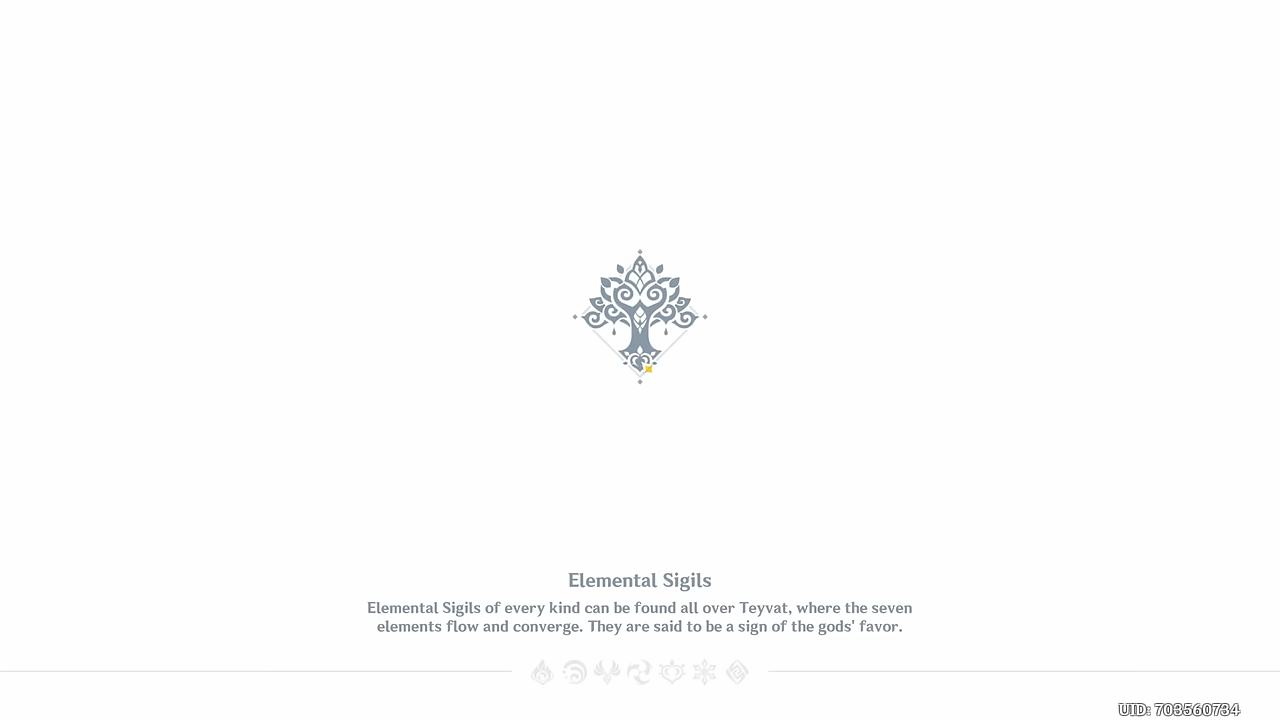 Elemental Sigils
Elemental Sigils of every kind can be found all over Teyvat, where the seven
elements flow and converge. They are said to be a sign of the gods' favor.
UID: 703560734